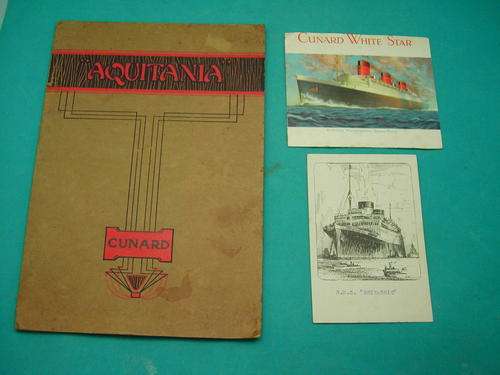 AQUITANIA
CUNARD
CUNARD WHITE STAR
R.M.S.